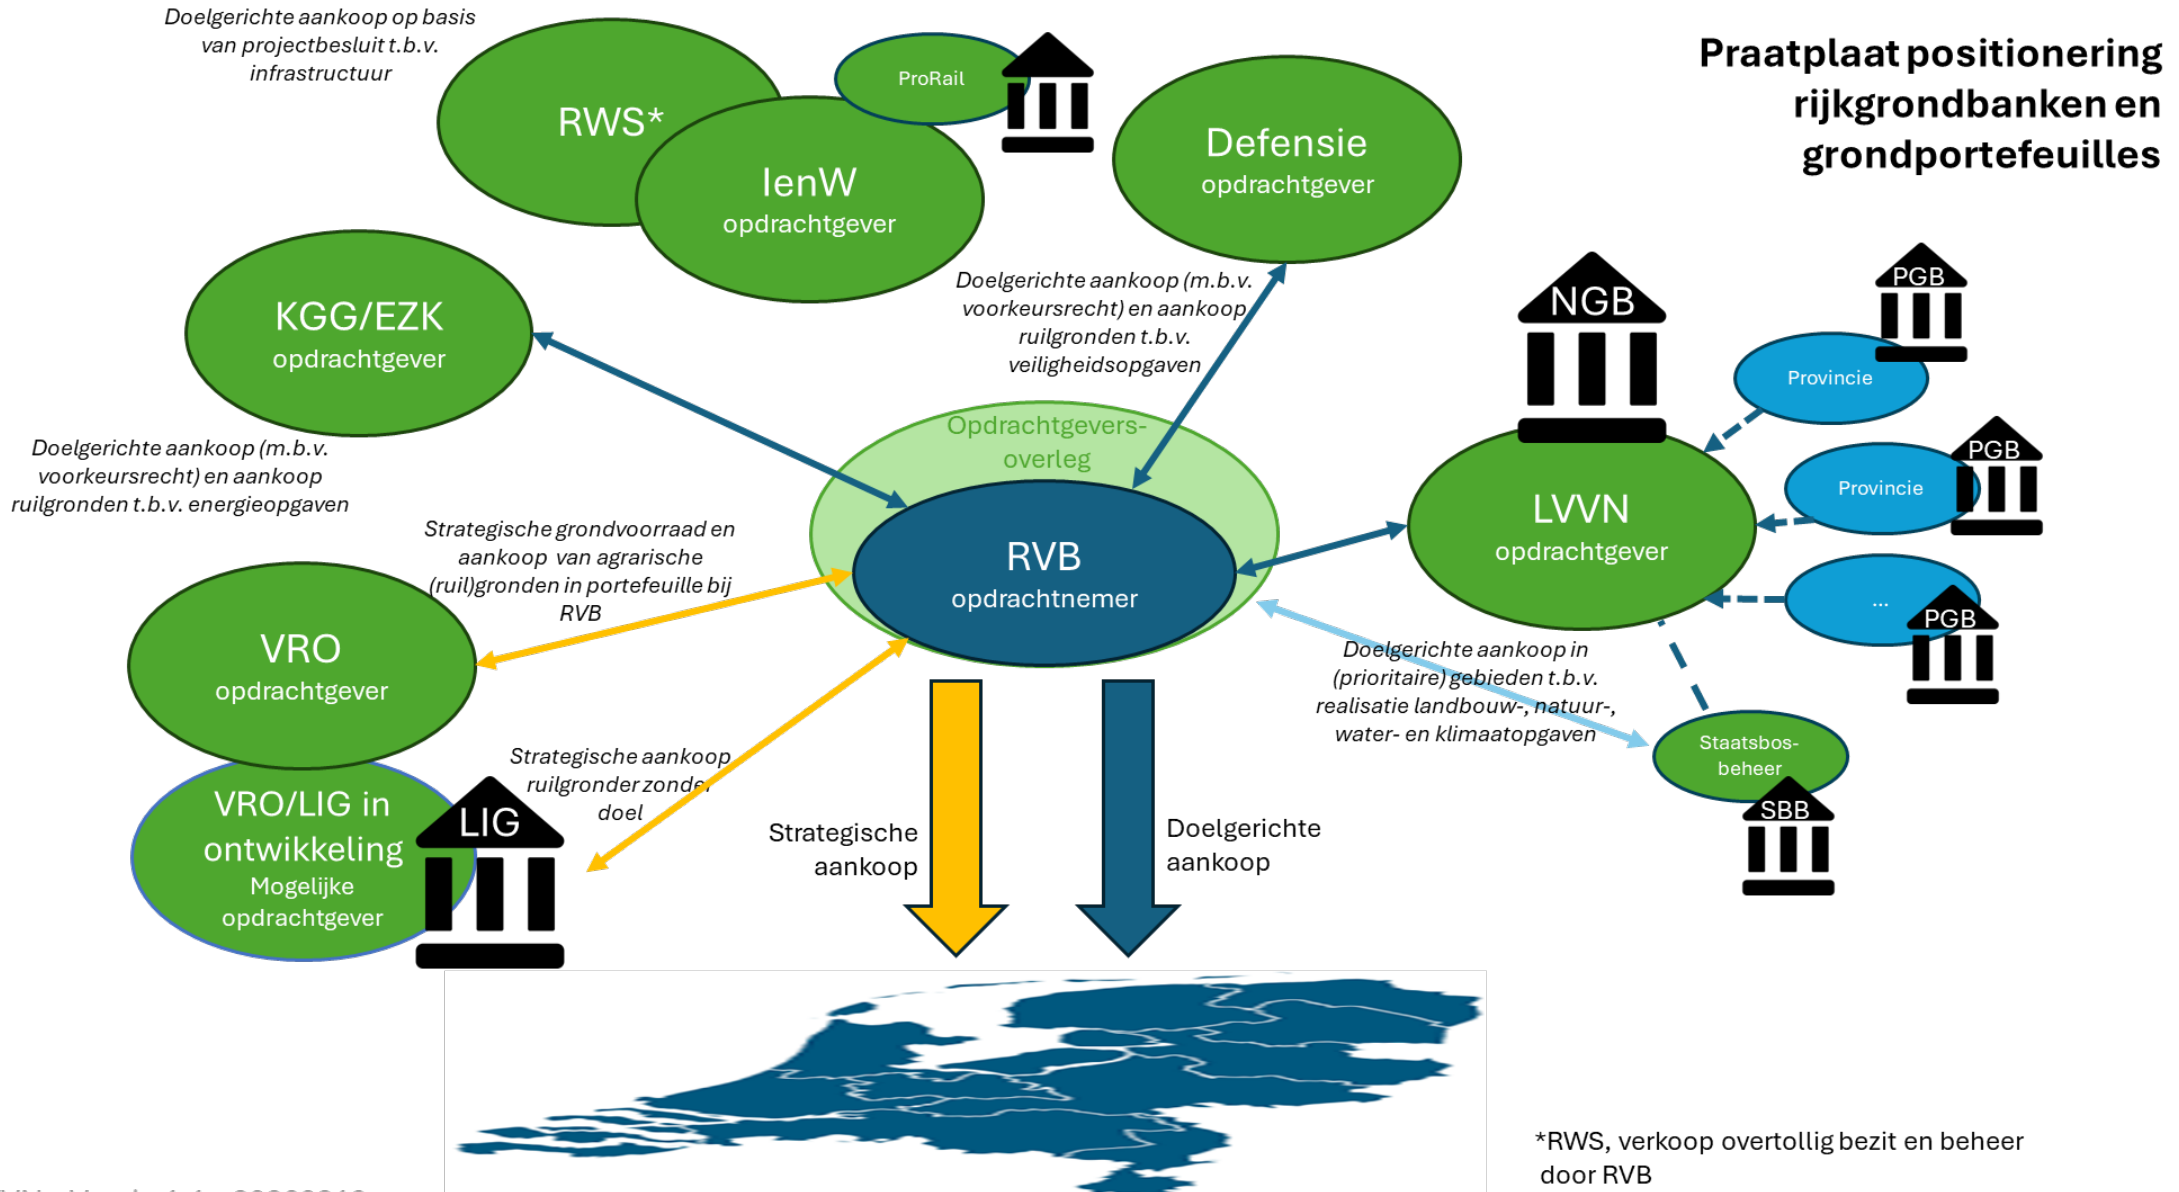 Doelgerichte aankoop op basis
van projectbesluit t.b.v.
infrastructuur
RWS*
ProRail
IenW
opdrachtgever
Defensie
opdrachtgever
Praatplaat positionering
rijkgrondbanken en
grondportefeuilles
KGG/EZK
opdrachtgever
Doelgerichte aankoop (m.b.v.
voorkeursrecht) en aankoop
ruilgronden t.b.v.
veiligheidsopgaven
NGB
PGB
Provincie
PGB
Provincie
LVVN
opdrachtgever
...
PGB
Doelgerichte aankoop (m.b.v.
voorkeursrecht) en aankoop
ruilgronden t.b.v. energieopgaven
Opdrachtgevers-
overleg
RVB
opdrachtnemer
Strategische grondvoorraad en
aankoop van agrarische
(ruil)gronden in portefeuille bij
RVB
VRO
opdrachtgever
Doelgerichte aankoop in
(prioritaire) gebieden t.b.v.
realisatie landbouw-, natuur-,
water- en klimaatopgaven
Staatsbos-
beheer
SBB
VRO/LIG in
ontwikkeling
Mogelijke
opdrachtgever
LIG
Strategische aankoop
ruilgronder zonder
doel
Strategische
aankoop
Doelgerichte
aankoop
*RWS, verkoop overtollig bezit en beheer
door RVB